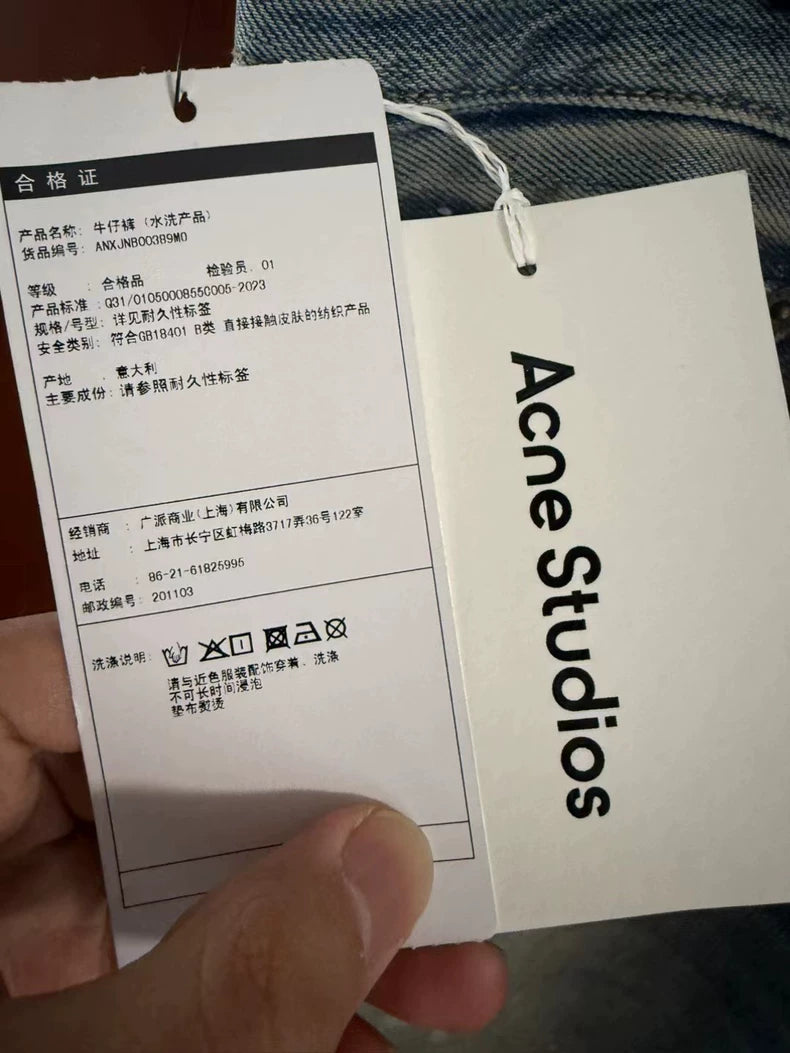 合格证
产品名称: 牛仔裤 (水洗产品)
货品编号: ANXJNB00389M0
等级 : 合格品 检验员. 01
产品标准 : Q31/0105000855C005-2023
规格/号型: 详见耐久性标签
安全类别: 符合GB18401 B类 直接接触皮肤的纺织产品
产地 : 意大利
主要成份: 请参照耐久性标签
经销商 : 广派商业(上海)有限公司
地址 : 上海市长宁区虹梅路3717弄36号122室
电话 : 86-21-61825995
邮政编号: 201103
洗涤说明:
请与近色服装配饰穿着、洗涤
不可长时间浸泡
垫布熨烫
Acne Studios